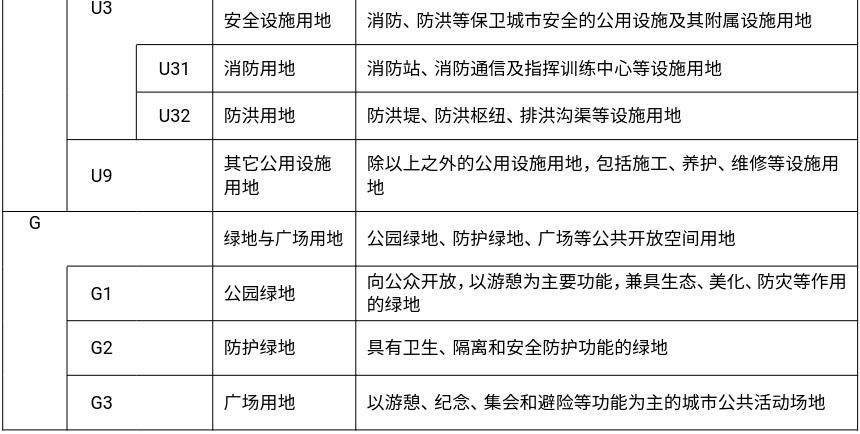 U3
安全设施用地 消防、防洪等保卫城市安全的公用设施及其附属设施用地
U31 消防用地 消防站、消防通信及指挥训练中心等设施用地
U32 防洪用地 防洪堤、防洪枢纽、排洪沟渠等设施用地
U9 其它公用设施
用地 除以上之外的公用设施用地，包括施工、养护、维修等设施用
地
G
绿地与广场用地 公园绿地、防护绿地、广场等公共开放空间用地
G1 公园绿地 向公众开放，以游憩为主要功能，兼具生态、美化、防灾等作用
的绿地
G2 防护绿地 具有卫生、隔离和安全防护功能的绿地
G3 广场用地 以游憩、纪念、集会和避险等功能为主的城市公共活动场地